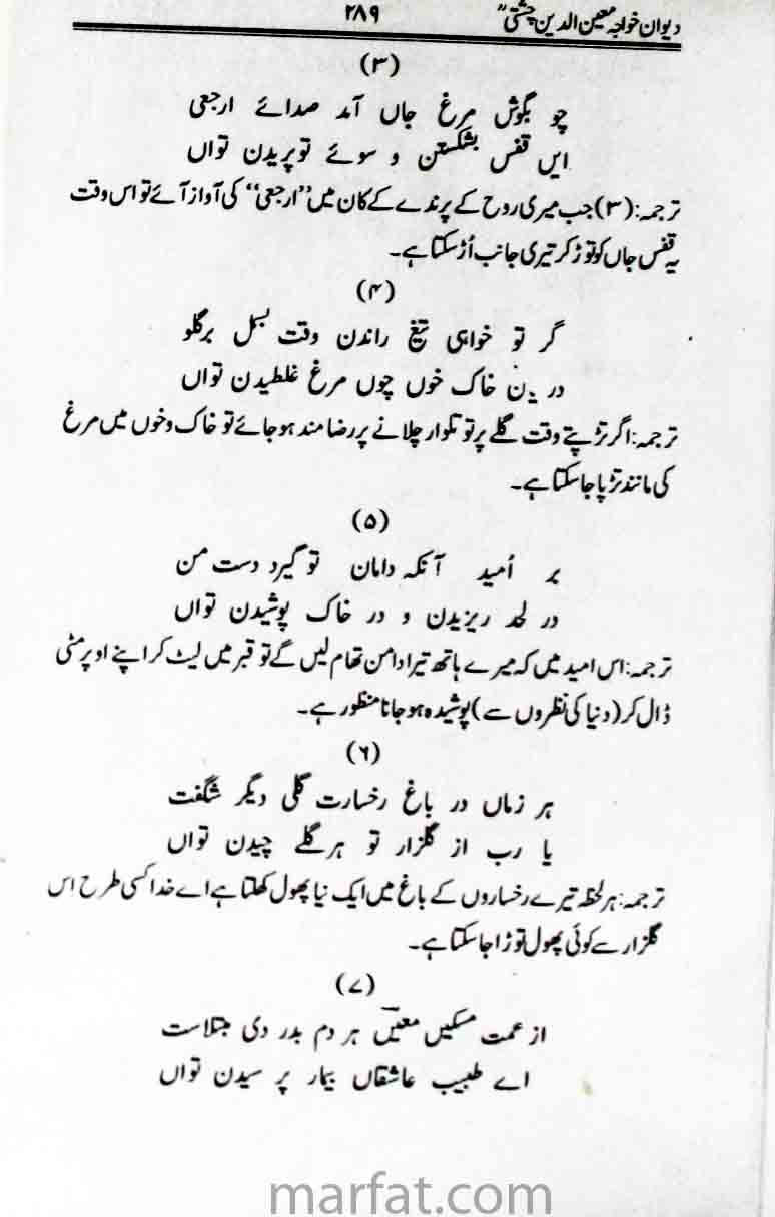 دیوان خواجہ معین الدین چشتیؒ ۲۸۹
(۳)
چو بگوش مرغ جاں آمد صدائے ارجعی
ایں قفس بشکستن و سوئے تو پریدن تواں
ترجمہ: (۳) جب میری روح کے پرندے کے کان میں ”ارجعی“ کی آواز آئے تو اس وقت
یہ قفس جاں کو توڑ کر تیری جانب اُڑ سکتا ہے۔
(۴)
گر تو خواہی تیغ راندن وقت بسمل برگلو
در خاک خوں چوں مرغ غلطیدن تواں
ترجمہ: اگر تڑپتے وقت گلے پر تو تلوار چلانے پر رضامند ہو جائے تو خاک و خوں میں مرغ
کی مانند تڑپا جا سکتا ہے۔
(۵)
بر اُمید آنکہ دامان تو گیرد دست من
در لحد ریزیدن و در خاک پوشیدن تواں
ترجمہ: اس امید میں کہ میرے ہاتھ تیرا دامن تھام لیں گے تو قبر میں لیٹ کر اپنے اوپر مٹی
ڈال کر (دنیا کی نظروں سے) پوشیدہ ہو جانا منظور ہے۔
(۶)
ہر زماں در باغ رخسارت گلی دیگر شگفت
یا رب از گلزار تو ہر گلے چیدن تواں
ترجمہ: ہر لحظہ تیرے رخساروں کے باغ میں ایک نیا پھول کھلتا ہے اے خدا کسی طرح اس
گلزار سے کوئی پھول توڑا جا سکتا ہے۔
(۷)
از غمت مسکیں معینؔ ہر دم بدر دی مبتلاست
اے طبیب عاشقاں بیمار پر سیدن تواں
marfat.com